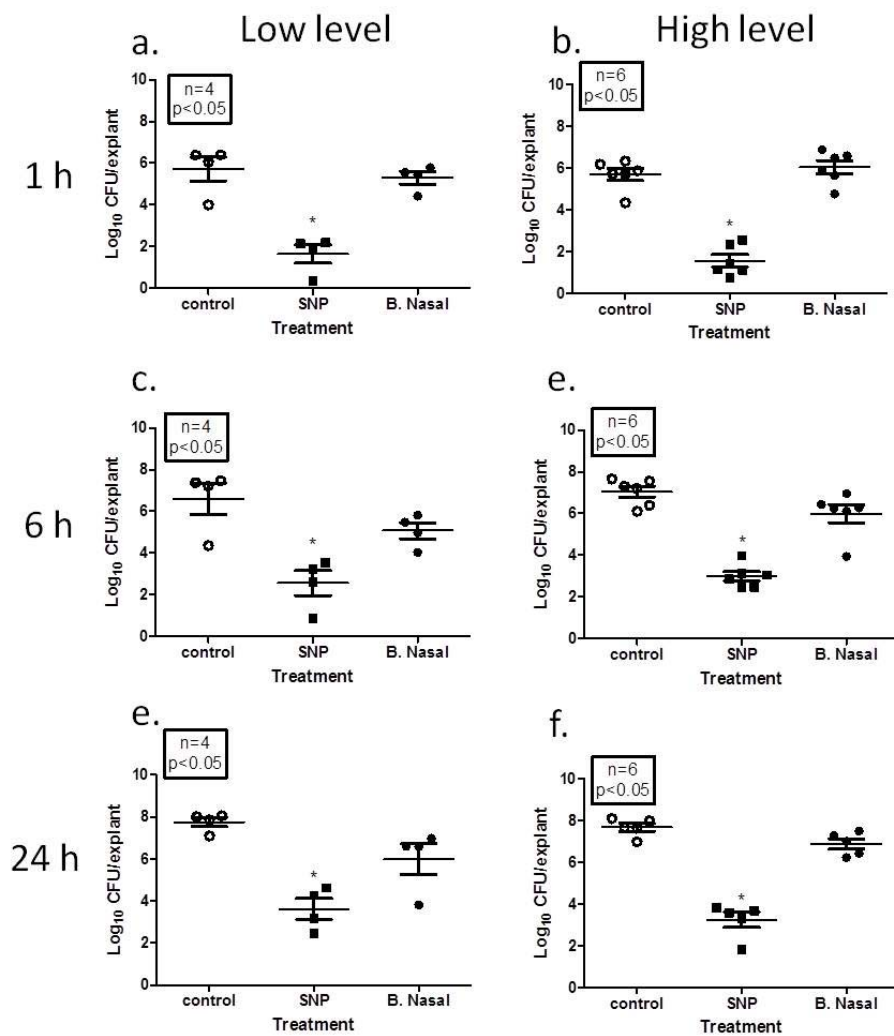 Low level
High level
a.
n=4
p<0.05
Log10 CFU/explant
10
8
6
4
2
0
control
SNP
B. Nasal
Treatment
*
b.
n=6
p<0.05
Log10 CFU/explant
10
8
6
4
2
0
control
SNP
B. Nasal
Treatment
*
1 h
c.
n=4
p<0.05
Log10 CFU/explant
10
8
6
4
2
0
control
SNP
B. Nasal
Treatment
*
e.
n=6
p<0.05
Log10 CFU/explant
10
8
6
4
2
0
control
SNP
B. Nasal
Treatment
*
6 h
e.
n=4
p<0.05
Log10 CFU/explant
10
8
6
4
2
0
control
SNP
B. Nasal
Treatment
*
f.
n=6
p<0.05
Log10 CFU/explant
10
8
6
4
2
0
control
SNP
B. Nasal
Treatment
*
24 h